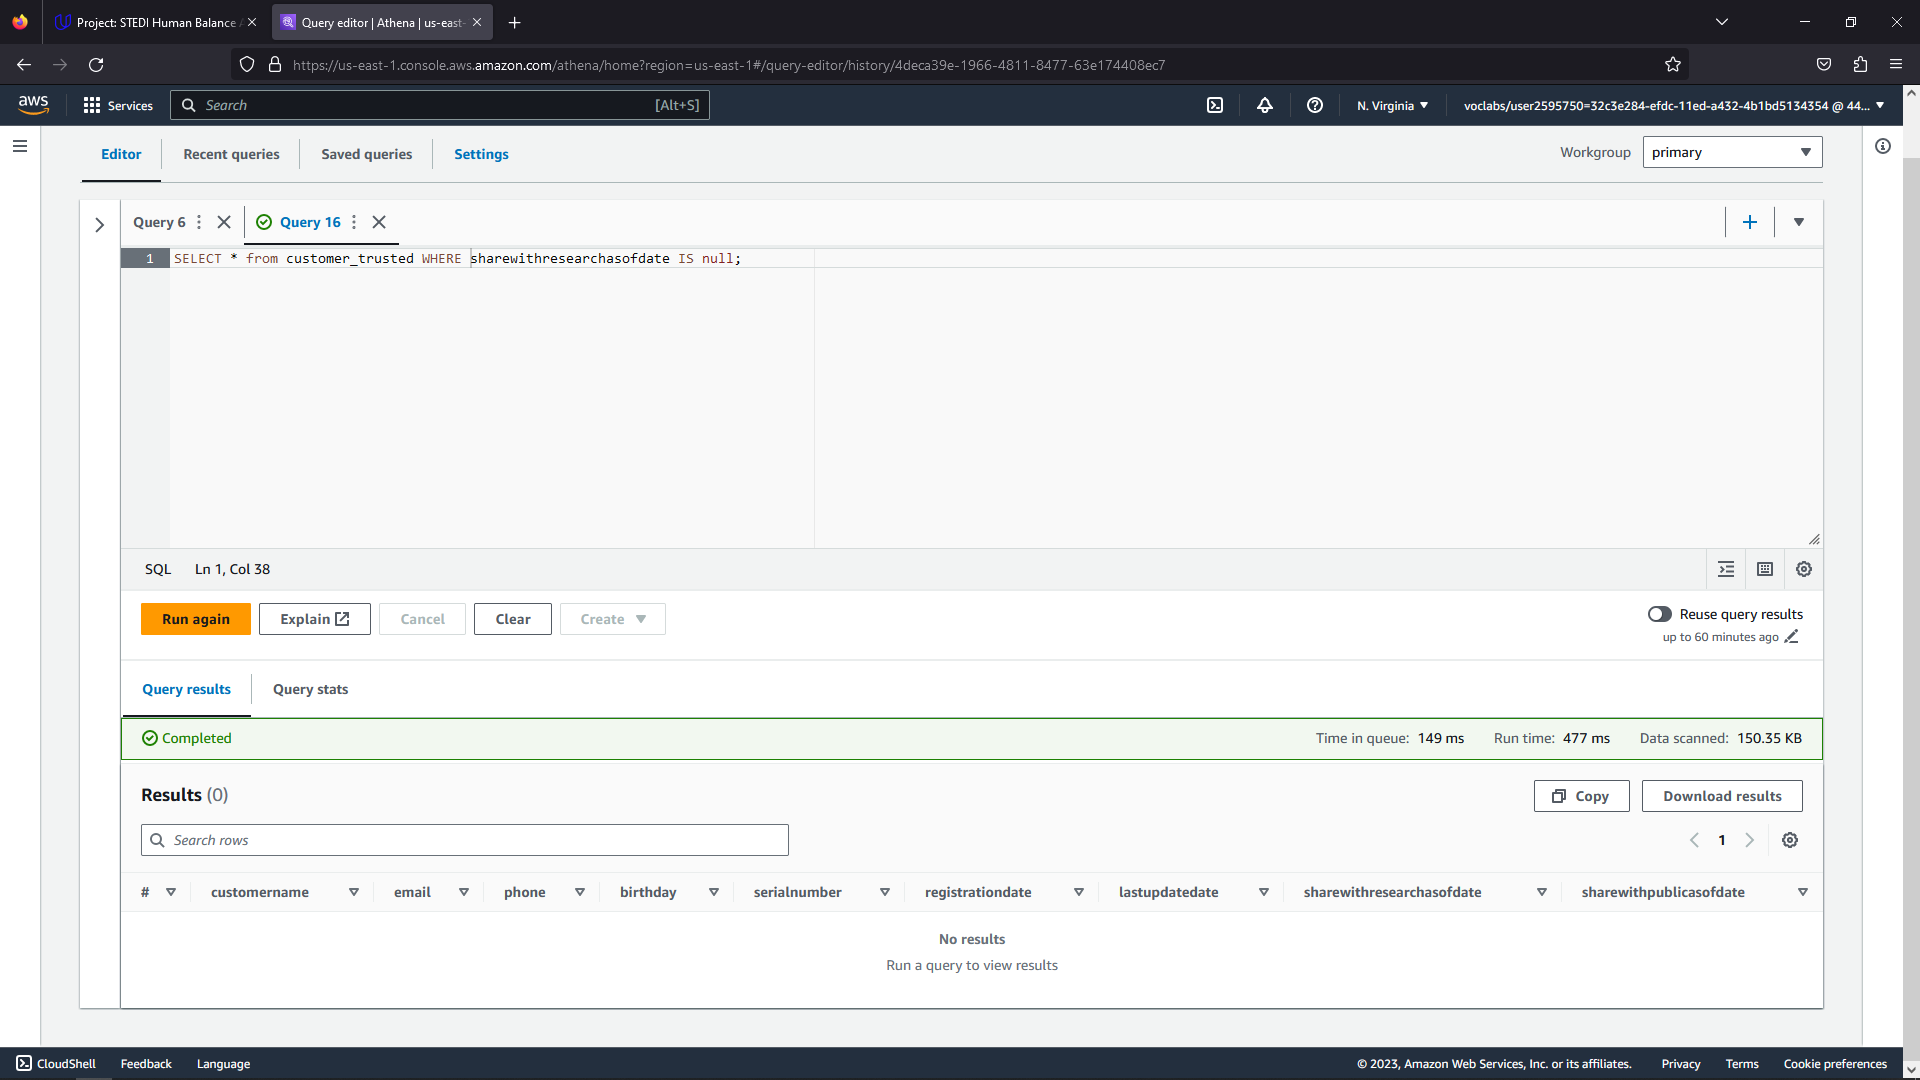 Project: STEDI Human Balance A
Query editor | Athena | us-east-
https://us-east-1.console.aws.amazon.com/athena/home?region=us-east-1#/query-editor/history/4deca39e-1966-4811-8477-63e174408ec7
aws Services Search [Alt+S] N. Virginia voclabs/user2595750=32c3e284-efdc-11ed-a432-4b1bd5134354 @ 44...
Editor Recent queries Saved queries Settings Workgroup primary
Query 6 Query 16
1 SELECT * from customer_trusted WHERE sharewithresearchasofdate IS null;
SQL Ln 1, Col 38
Run again Explain Cancel Clear Create Reuse query results
up to 60 minutes ago
Query results Query stats
Completed Time in queue: 149 ms Run time: 477 ms Data scanned: 150.35 KB
Results (0) Copy Download results
Search rows 1
# customername email phone birthday serialnumber registrationdate lastupdatedate sharewithresearchasofdate sharewithpublicasofdate
No results
Run a query to view results
CloudShell Feedback Language © 2023, Amazon Web Services, Inc. or its affiliates. Privacy Terms Cookie preferences